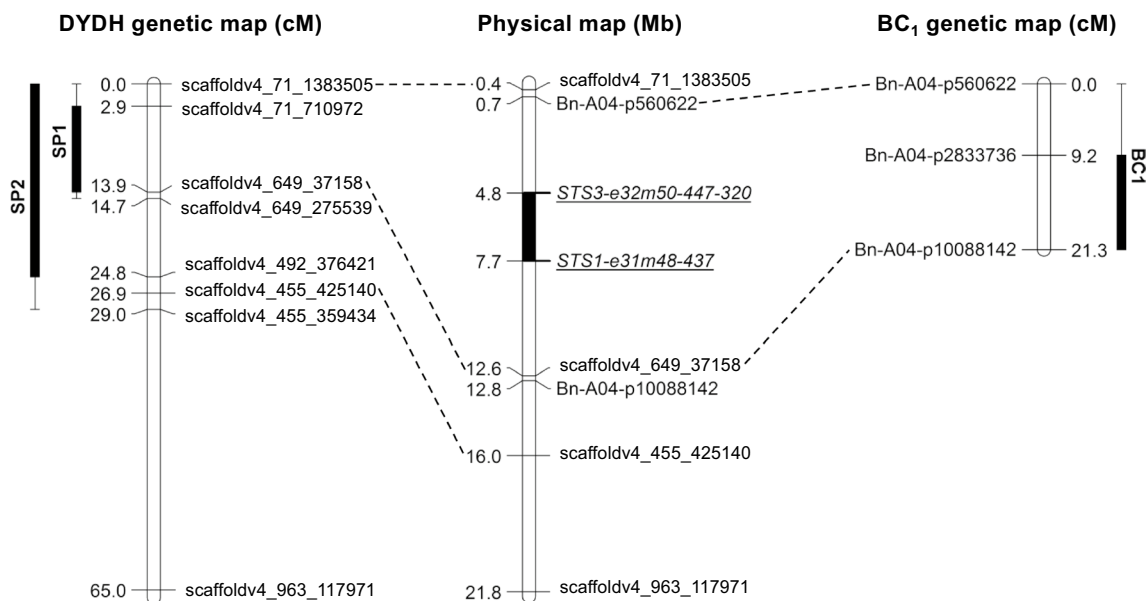 DYDH genetic map (cM)
Physical map (Mb)
BC₁ genetic map (cM)
SP2
SP1
0.0 scaffoldv4_71_1383505
2.9 scaffoldv4_71_710972
13.9 scaffoldv4_649_37158
14.7 scaffoldv4_649_275539
24.8 scaffoldv4_492_376421
26.9 scaffoldv4_455_425140
29.0 scaffoldv4_455_359434
65.0 scaffoldv4_963_117971
0.4 scaffoldv4_71_1383505
0.7 Bn-A04-p560622
4.8 STS3-e32m50-447-320
7.7 STS1-e31m48-437
12.6 scaffoldv4_649_37158
12.8 Bn-A04-p10088142
16.0 scaffoldv4_455_425140
21.8 scaffoldv4_963_117971
Bn-A04-p560622 0.0
Bn-A04-p2833736 9.2
Bn-A04-p10088142 21.3
BC1